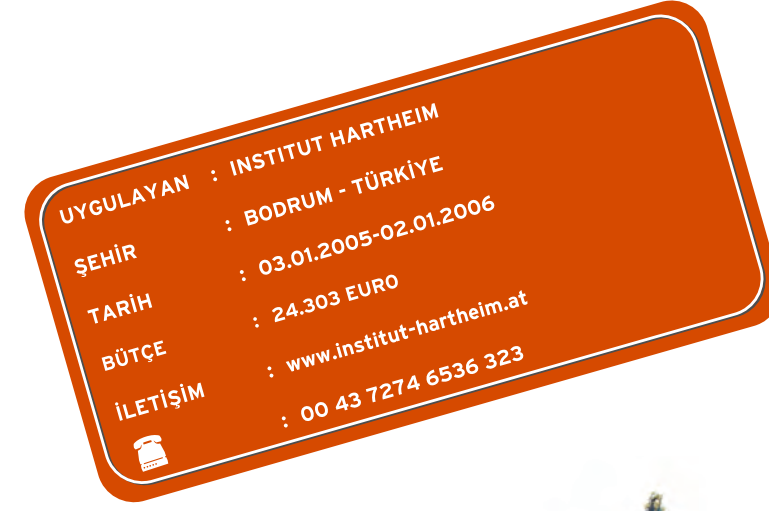 UYGULAYAN : INSTITUT HARTHEIM
ŞEHİR : BODRUM - TÜRKİYE
TARİH : 03.01.2005-02.01.2006
BÜTÇE : 24.303 EURO
İLETİŞİM : www.institut-hartheim.at
: 00 43 7274 6536 323